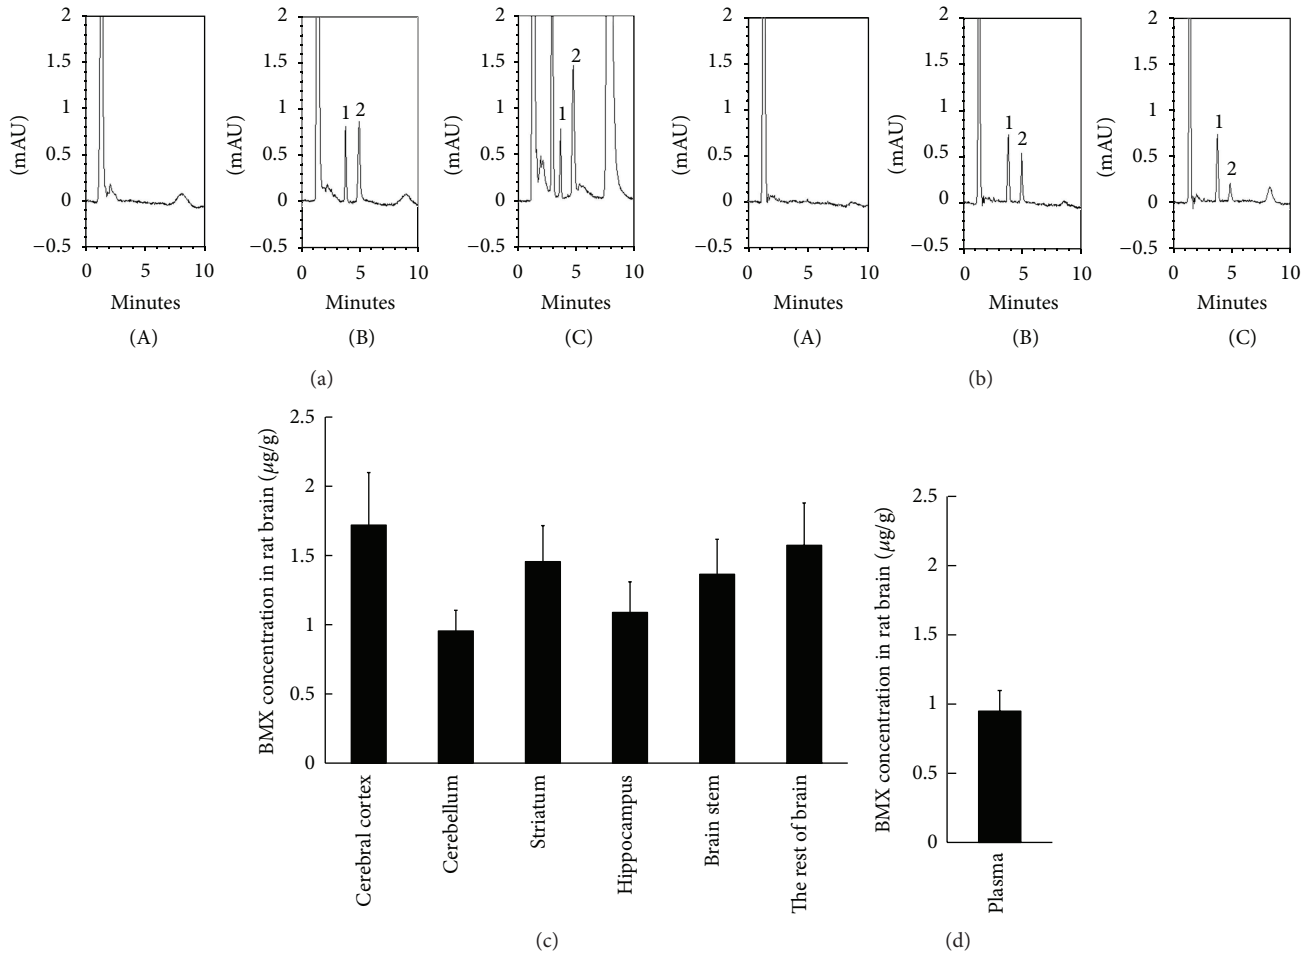 2
1.5
1
0.5
0
−0.5
(mAU)
0 5 10
Minutes
(A)
2
1.5
1
0.5
0
−0.5
(mAU)
1 2
0 5 10
Minutes
(B)
2
1.5
1
0.5
0
−0.5
(mAU)
1
2
0 5 10
Minutes
(C)
(a)
2
1.5
1
0.5
0
−0.5
(mAU)
0 5 10
Minutes
(A)
2
1.5
1
0.5
0
−0.5
(mAU)
1
2
0 5 10
Minutes
(B)
2
1.5
1
0.5
0
−0.5
(mAU)
1
2
0 5 10
Minutes
(C)
(b)
BMX concentration in rat brain (μg/g)
2.5
2
1.5
1
0.5
0
Cerebral cortex
Cerebellum
Striatum
Hippocampus
Brain stem
The rest of brain
(c)
BMX concentration in rat brain (μg/g)
2.5
2
1.5
1
0.5
0
Plasma
(d)